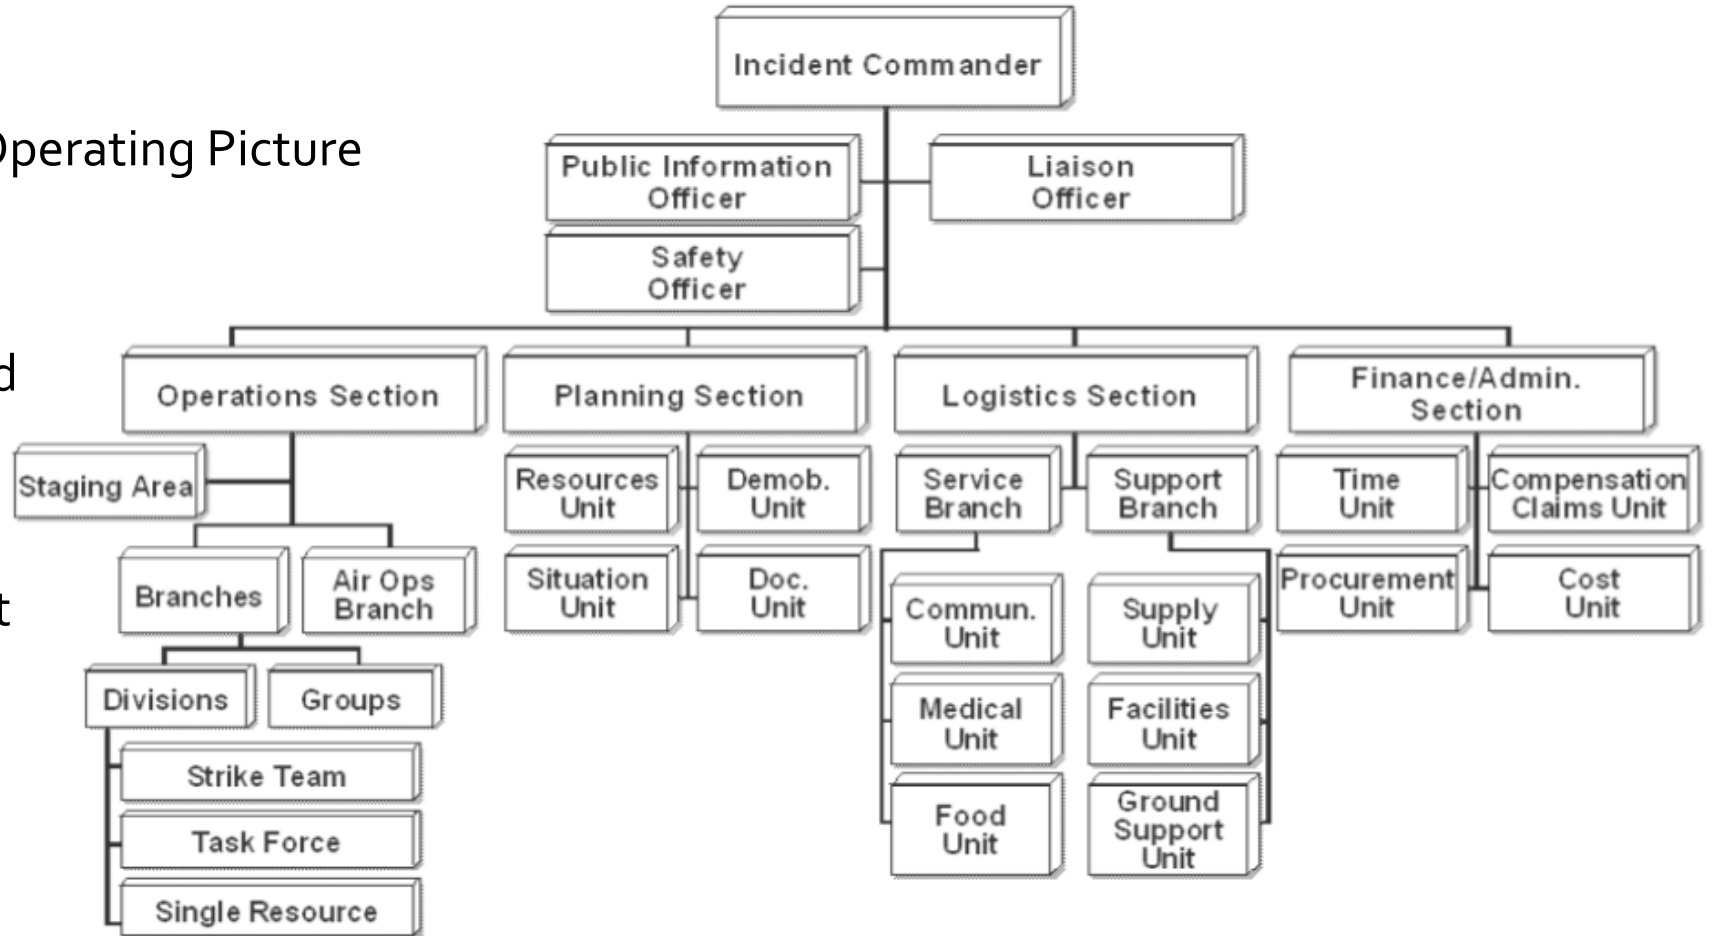 Incident Commander
Operating Picture
Public Information
Officer
Liaison
Officer
Safety
Officer
d
Operations Section
Planning Section
Logistics Section
Finance/Admin.
Section
Staging Area
Resources
Unit
Demob.
Unit
Service
Branch
Support
Branch
Time
Unit
Compensation
Claims Unit
t
Branches
Air Ops
Branch
Situation
Unit
Doc.
Unit
Commun.
Unit
Supply
Unit
Procurement
Unit
Cost
Unit
Divisions
Groups
Medical
Unit
Facilities
Unit
Strike Team
Task Force
Single Resource
Food
Unit
Ground
Support
Unit